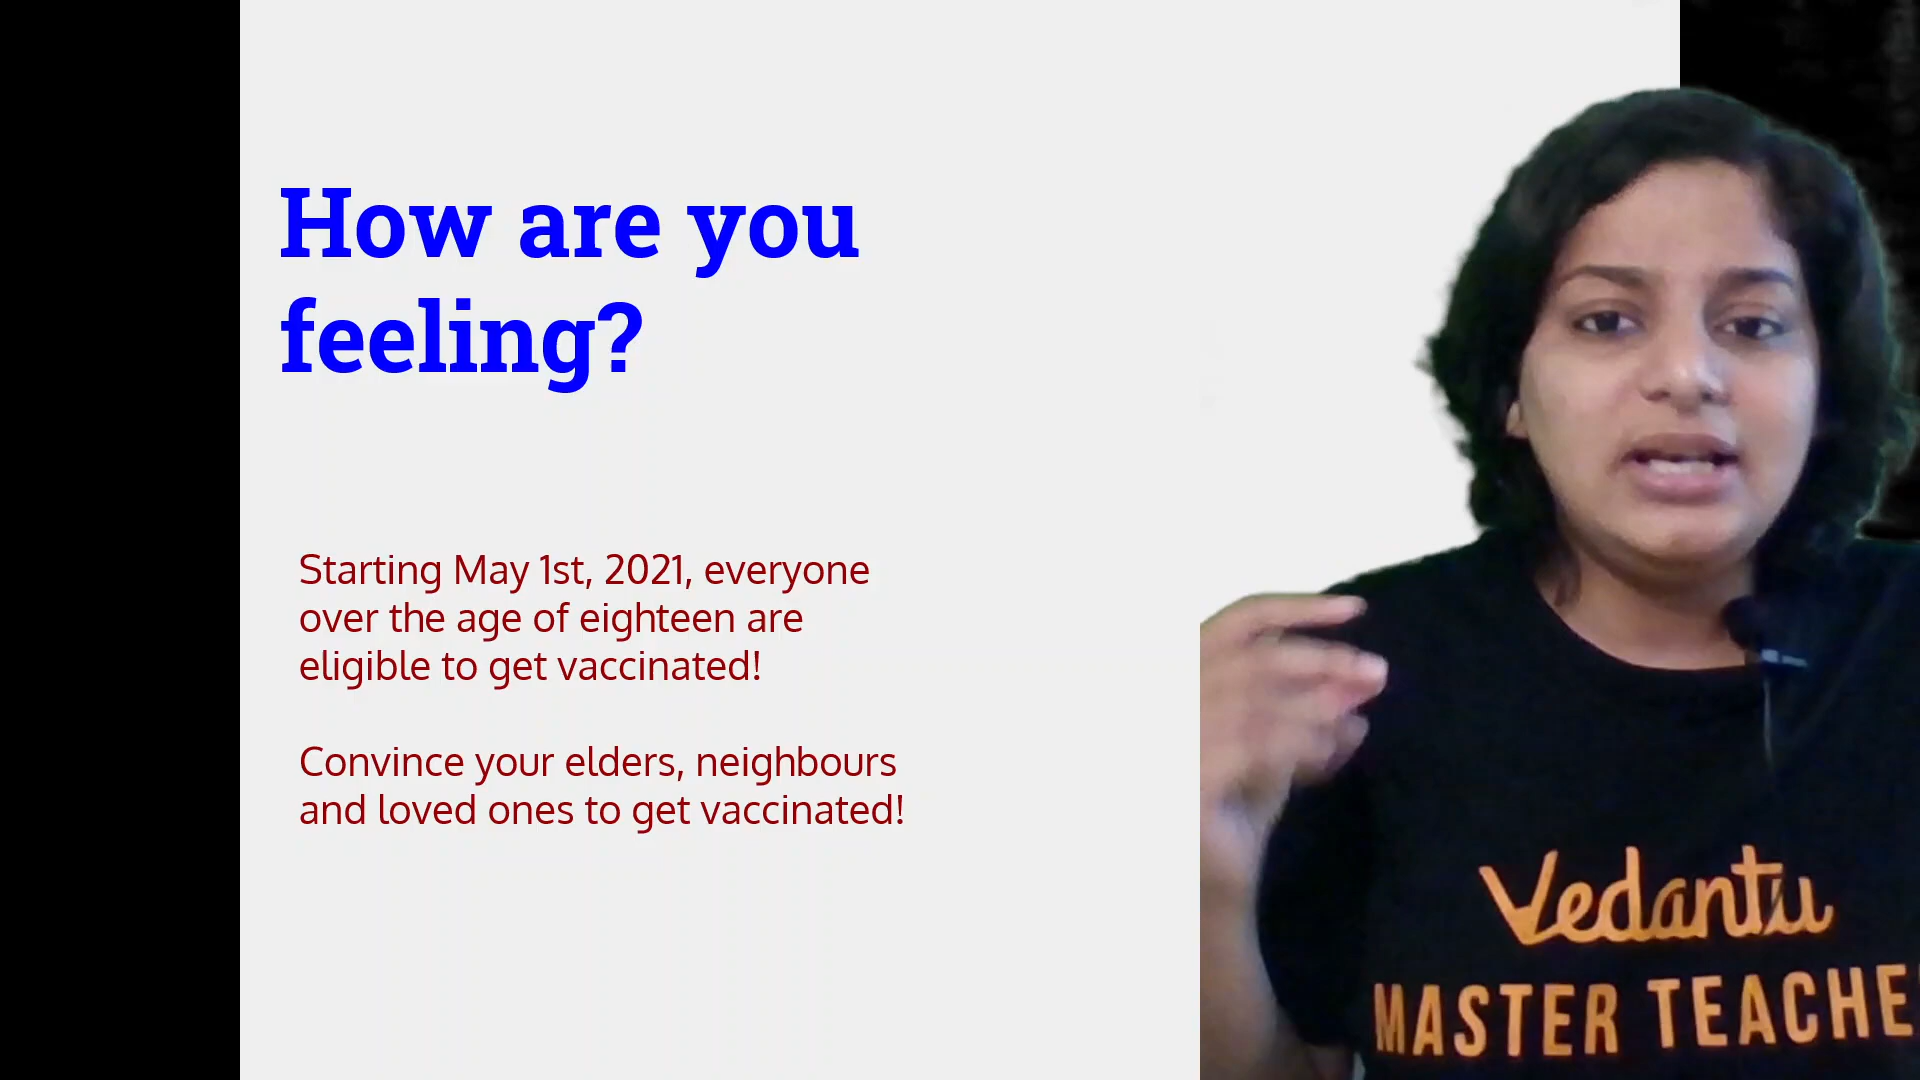 How are you
feeling?
Starting May 1st, 2021, everyone
over the age of eighteen are
eligible to get vaccinated!
Convince your elders, neighbours
and loved ones to get vaccinated!
Vedantu
MASTER TEACHE